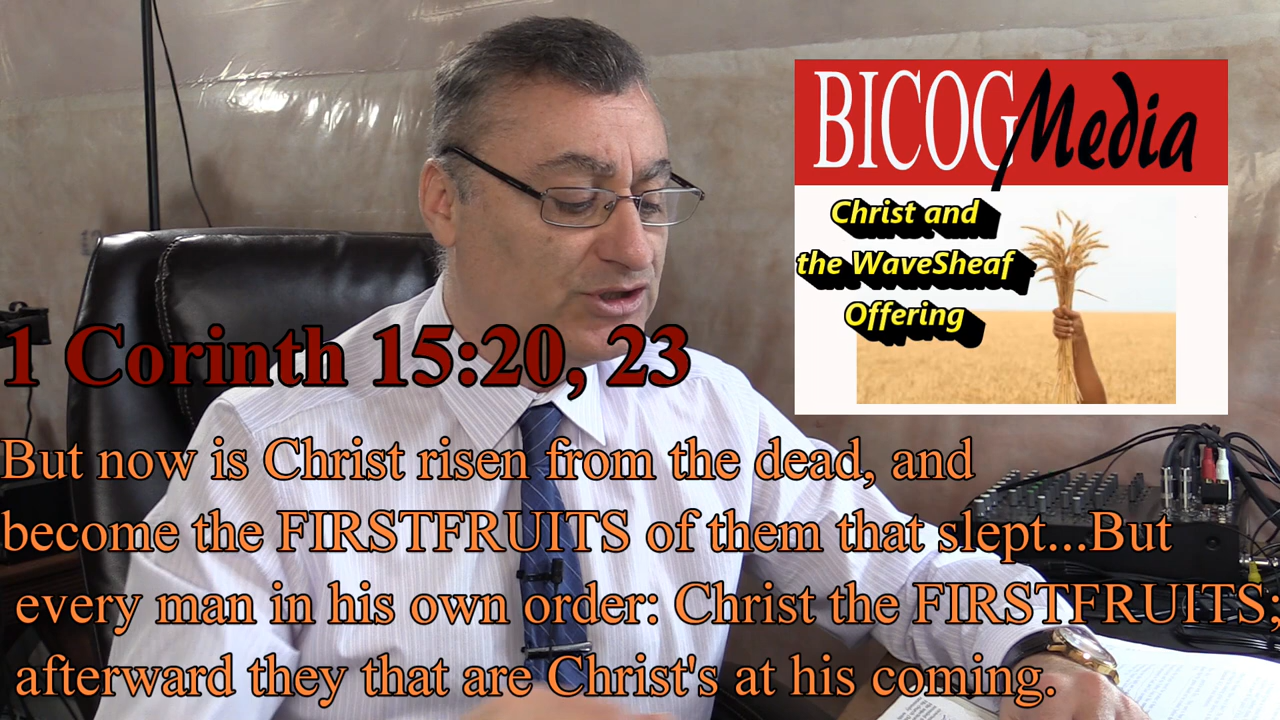 BICOG Media
Christ and
the WaveSheaf
Offering
1 Corinth 15:20, 23
But now is Christ risen from the dead, and
become the FIRSTFRUITS of them that slept...But
every man in his own order: Christ the FIRSTFRUITS;
afterward they that are Christ's at his coming.